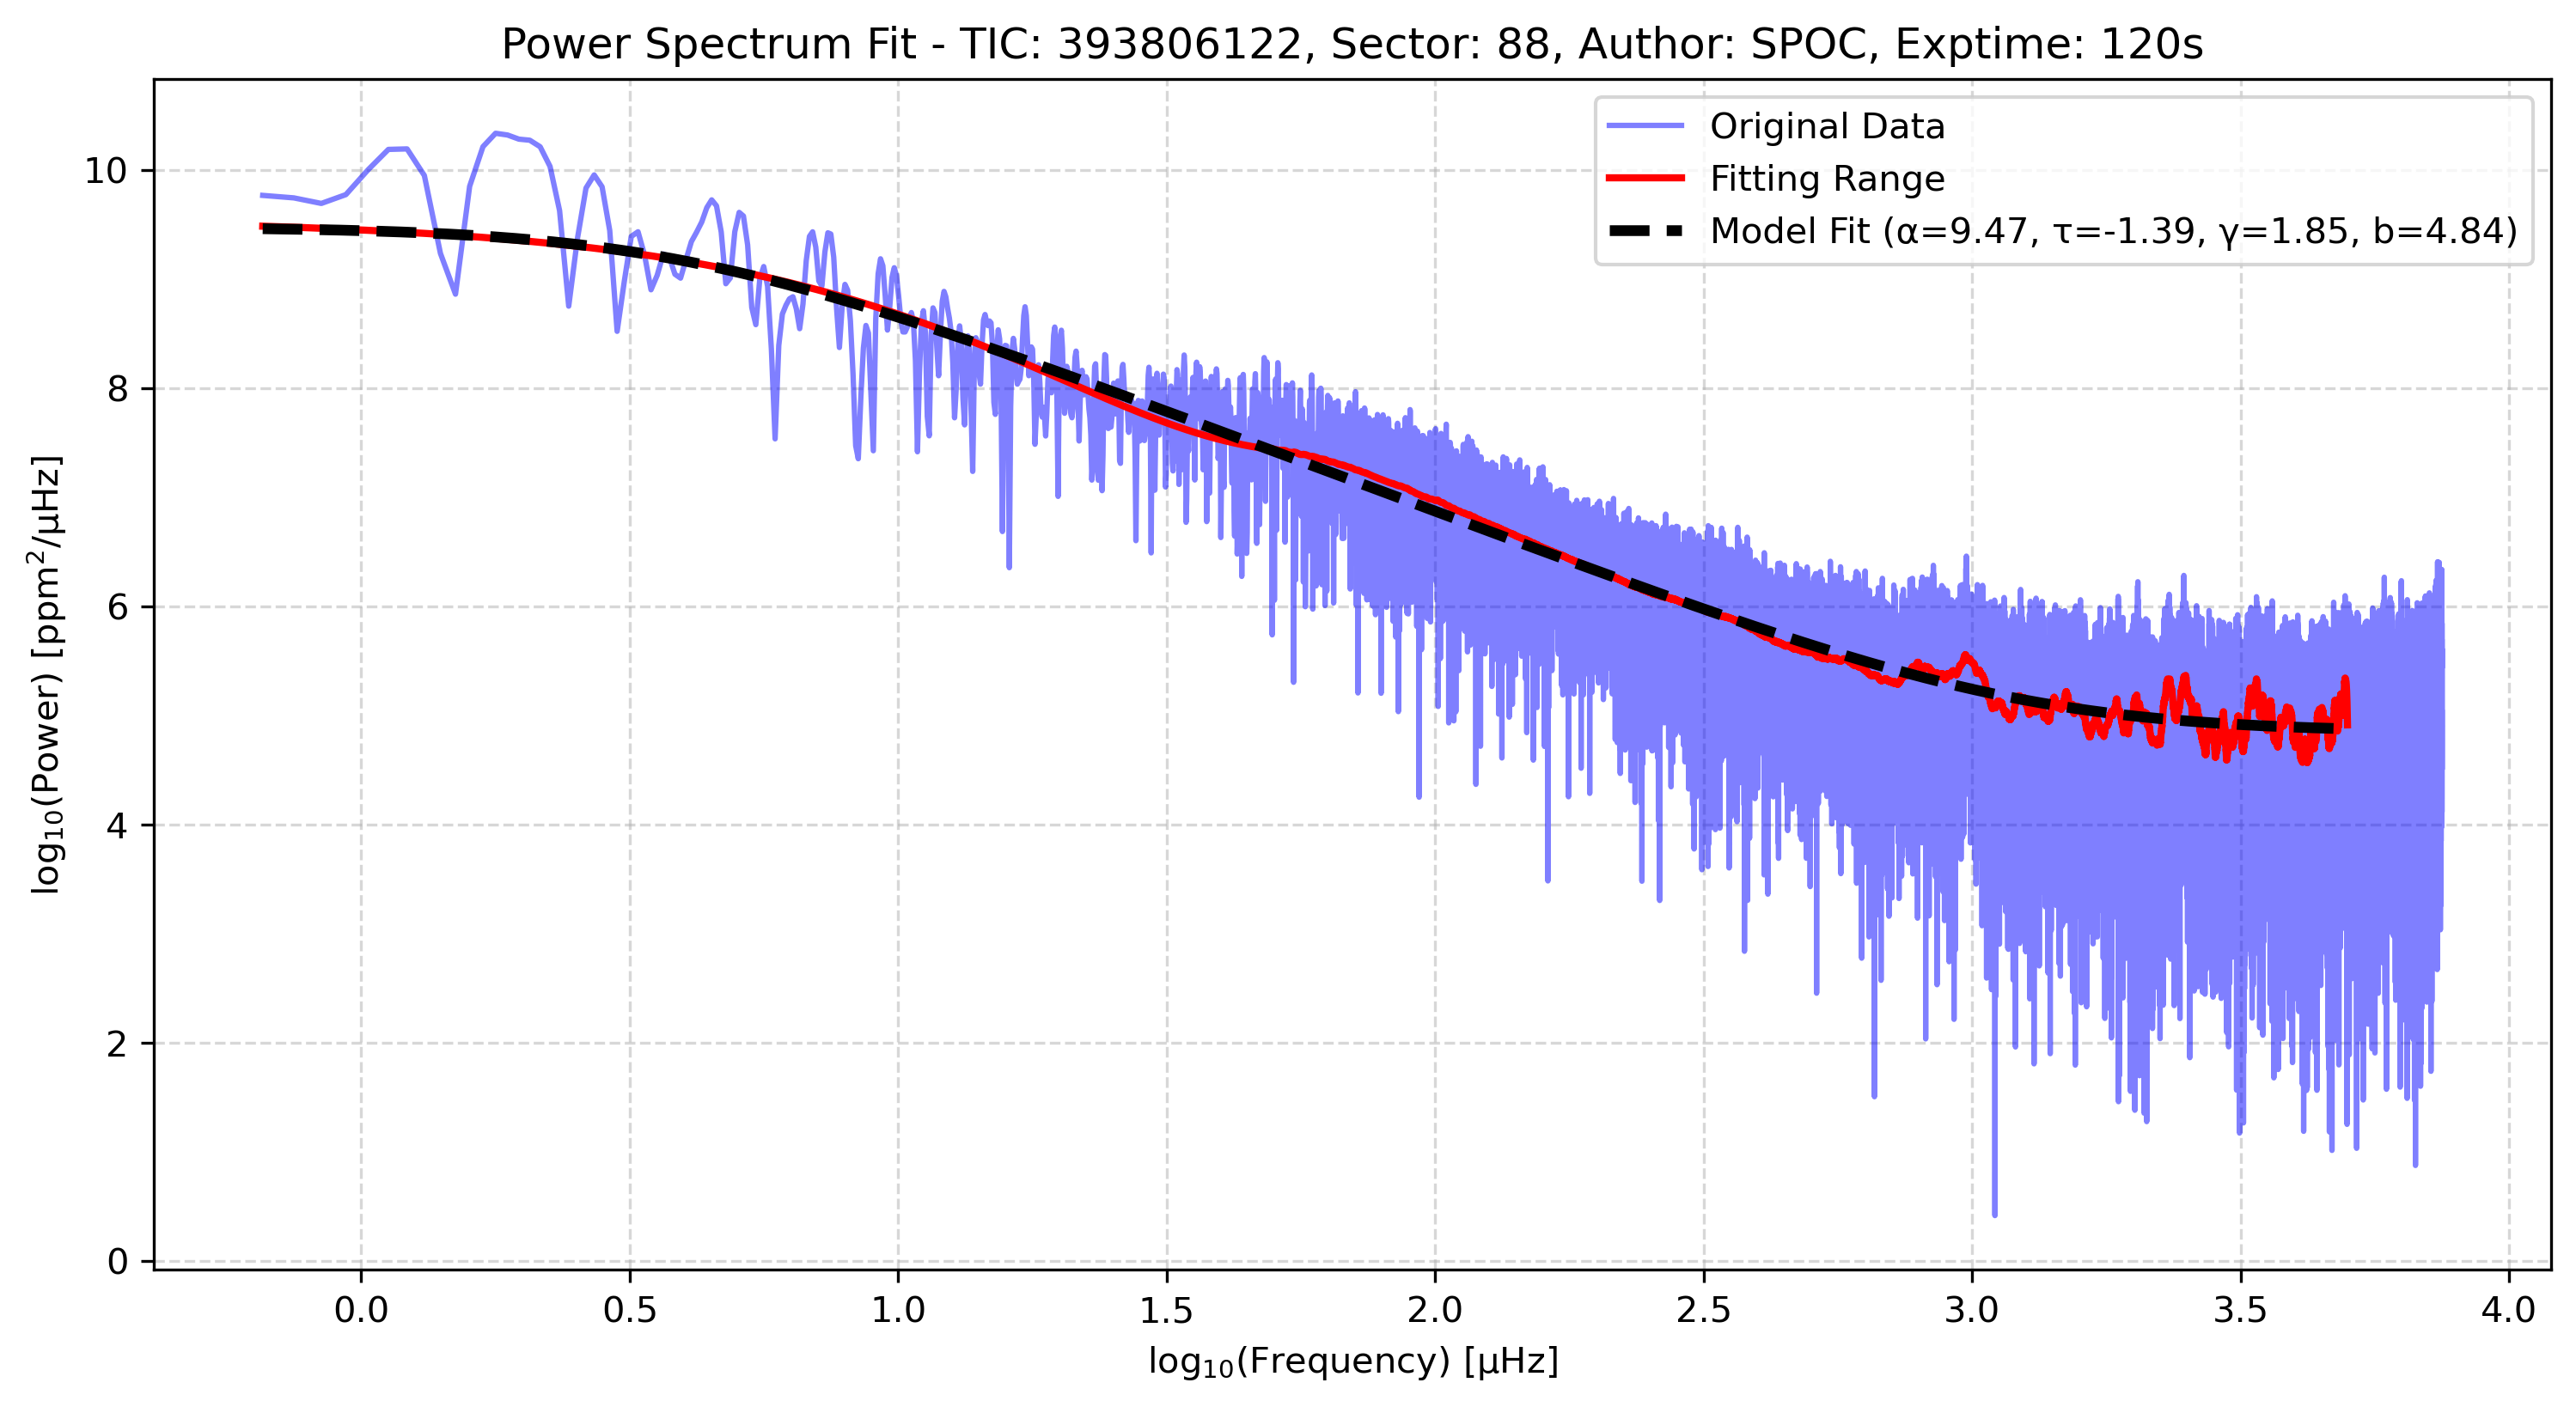 Power Spectrum Fit - TIC: 393806122, Sector: 88, Author: SPOC, Exptime: 120s
Original Data
Fitting Range
Model Fit (α=9.47, τ=-1.39, γ=1.85, b=4.84)
log₁₀(Power) [ppm²/μHz]
10
8
6
4
2
0
0.0 0.5 1.0 1.5 2.0 2.5 3.0 3.5 4.0
log₁₀(Frequency) [μHz]